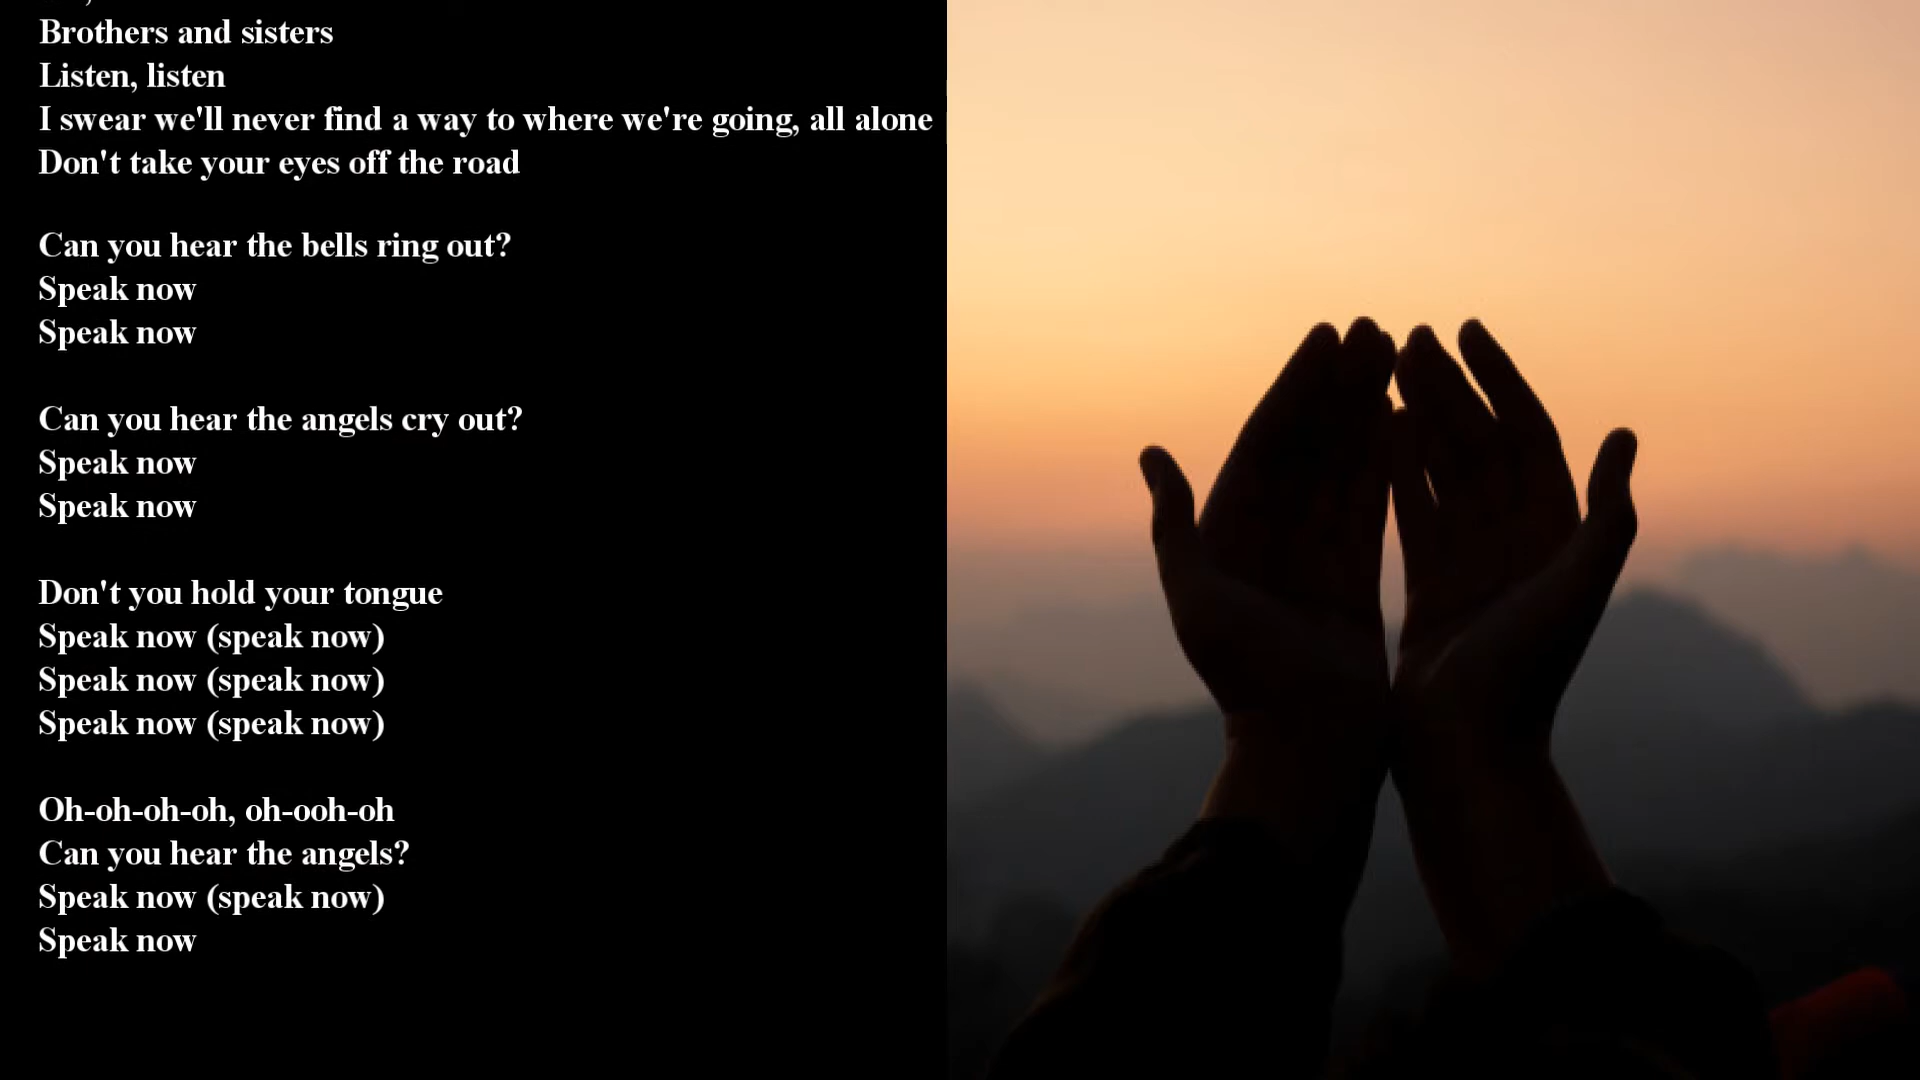 Brothers and sisters
Listen, listen
I swear we'll never find a way to where we're going, all alone
Don't take your eyes off the road
Can you hear the bells ring out?
Speak now
Speak now
Can you hear the angels cry out?
Speak now
Speak now
Don't you hold your tongue
Speak now (speak now)
Speak now (speak now)
Speak now (speak now)
Oh-oh-oh-oh, oh-ooh-oh
Can you hear the angels?
Speak now (speak now)
Speak now